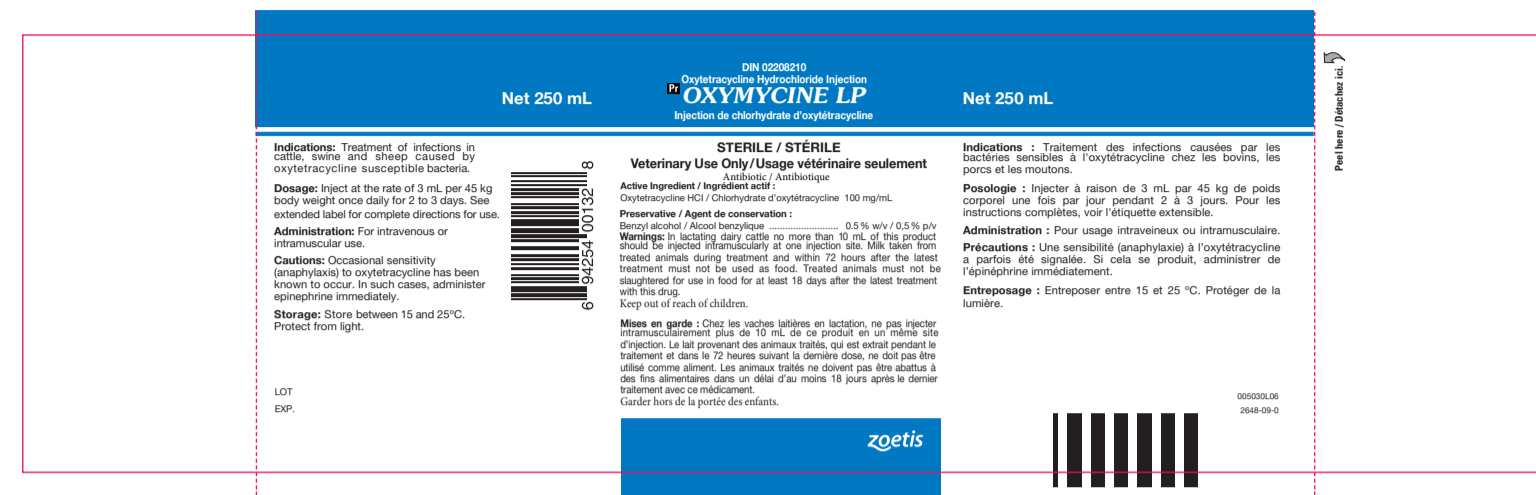 Net 250 mL
Indications: Treatment of infections in
cattle, swine and sheep caused by
oxytetracycline susceptible bacteria.
Dosage: Inject at the rate of 3 mL per 45 kg
body weight once daily for 2 to 3 days. See
extended label for complete directions for use.
Administration: For intravenous or
intramuscular use.
Cautions: Occasional sensitivity
(anaphylaxis) to oxytetracycline has been
known to occur. In such cases, administer
epinephrine immediately.
Storage: Store between 15 and 25ºC.
Protect from light.
LOT
EXP.
6 94254 00132 8
DIN 02208210
Oxytetracycline Hydrochloride Injection
Pr OXYMYCINE LP
Injection de chlorhydrate d'oxytétracycline
STERILE / STÉRILE
Veterinary Use Only/Usage vétérinaire seulement
Antibiotic / Antibiotique
Active Ingredient / Ingrédient actif :
Oxytetracycline HCI / Chlorhydrate d'oxytétracycline 100 mg/mL
Preservative / Agent de conservation :
Benzyl alcohol / Alcool benzylique .......................... 0.5 % w/v / 0,5 % p/v
Warnings: In lactating dairy cattle no more than 10 mL of this product
should be injected intramuscularly at one injection site. Milk taken from
treated animals during treatment and within 72 hours after the latest
treatment must not be used as food. Treated animals must not be
slaughtered for use in food for at least 18 days after the latest treatment
with this drug.
Keep out of reach of children.
Mises en garde : Chez les vaches laitières en lactation, ne pas injecter
intramusculairement plus de 10 mL de ce produit en un même site
d'injection. Le lait provenant des animaux traités, qui est extrait pendant le
traitement et dans le 72 heures suivant la dernière dose, ne doit pas être
utilisé comme aliment. Les animaux traités ne doivent pas être abattus à
des fins alimentaires dans un délai d'au moins 18 jours après le dernier
traitement avec ce médicament.
Garder hors de la portée des enfants.
zoetis
Net 250 mL
Indications : Traitement des infections causées par les
bactéries sensibles à l'oxytétracycline chez les bovins, les
porcs et les moutons.
Posologie : Injecter à raison de 3 mL par 45 kg de poids
corporel une fois par jour pendant 2 à 3 jours. Pour les
instructions complètes, voir l'étiquette extensible.
Administration : Pour usage intraveineux ou intramusculaire.
Précautions : Une sensibilité (anaphylaxie) à l'oxytétracycline
a parfois été signalée. Si cela se produit, administrer de
l'épinéphrine immédiatement.
Entreposage : Entreposer entre 15 et 25 ºC. Protéger de la
lumière.
005030L06
2648-09-0
Peel here / Détachez ici.